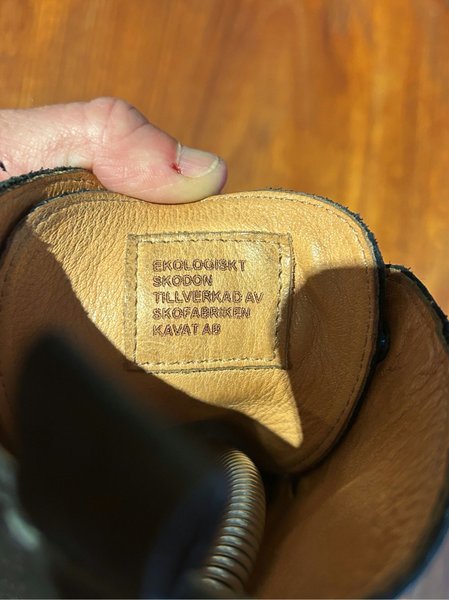 EKOLOGISKT
SKODON
TILLVERKAD AV
SKOFABRIKEN
KAVAT AB